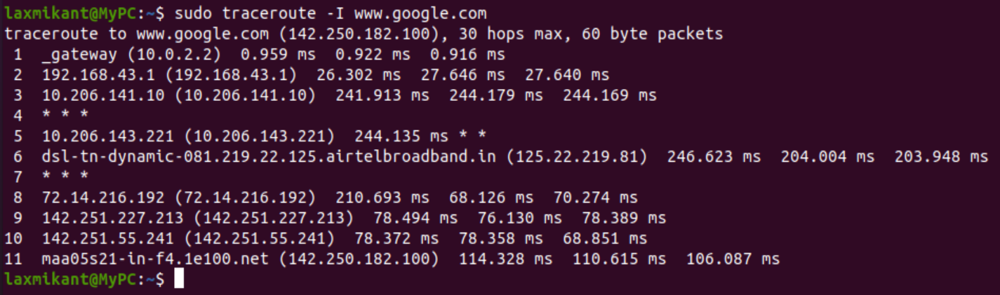 laxmikant@MyPC:~$ sudo traceroute -I www.google.com
traceroute to www.google.com (142.250.182.100), 30 hops max, 60 byte packets
 1  _gateway (10.0.2.2)  0.959 ms  0.922 ms  0.916 ms
 2  192.168.43.1 (192.168.43.1)  26.302 ms  27.646 ms  27.640 ms
 3  10.206.141.10 (10.206.141.10)  241.913 ms  244.179 ms  244.169 ms
 4  * * *
 5  10.206.143.221 (10.206.143.221)  244.135 ms * *
 6  dsl-tn-dynamic-081.219.22.125.airtelbroadband.in (125.22.219.81)  246.623 ms  204.004 ms  203.948 ms
 7  * * *
 8  72.14.216.192 (72.14.216.192)  210.693 ms  68.126 ms  70.274 ms
 9  142.251.227.213 (142.251.227.213)  78.494 ms  76.130 ms  78.389 ms
10  142.251.55.241 (142.251.55.241)  78.372 ms  78.358 ms  68.851 ms
11  maa05s21-in-f4.1e100.net (142.250.182.100)  114.328 ms  110.615 ms  106.087 ms
laxmikant@MyPC:~$